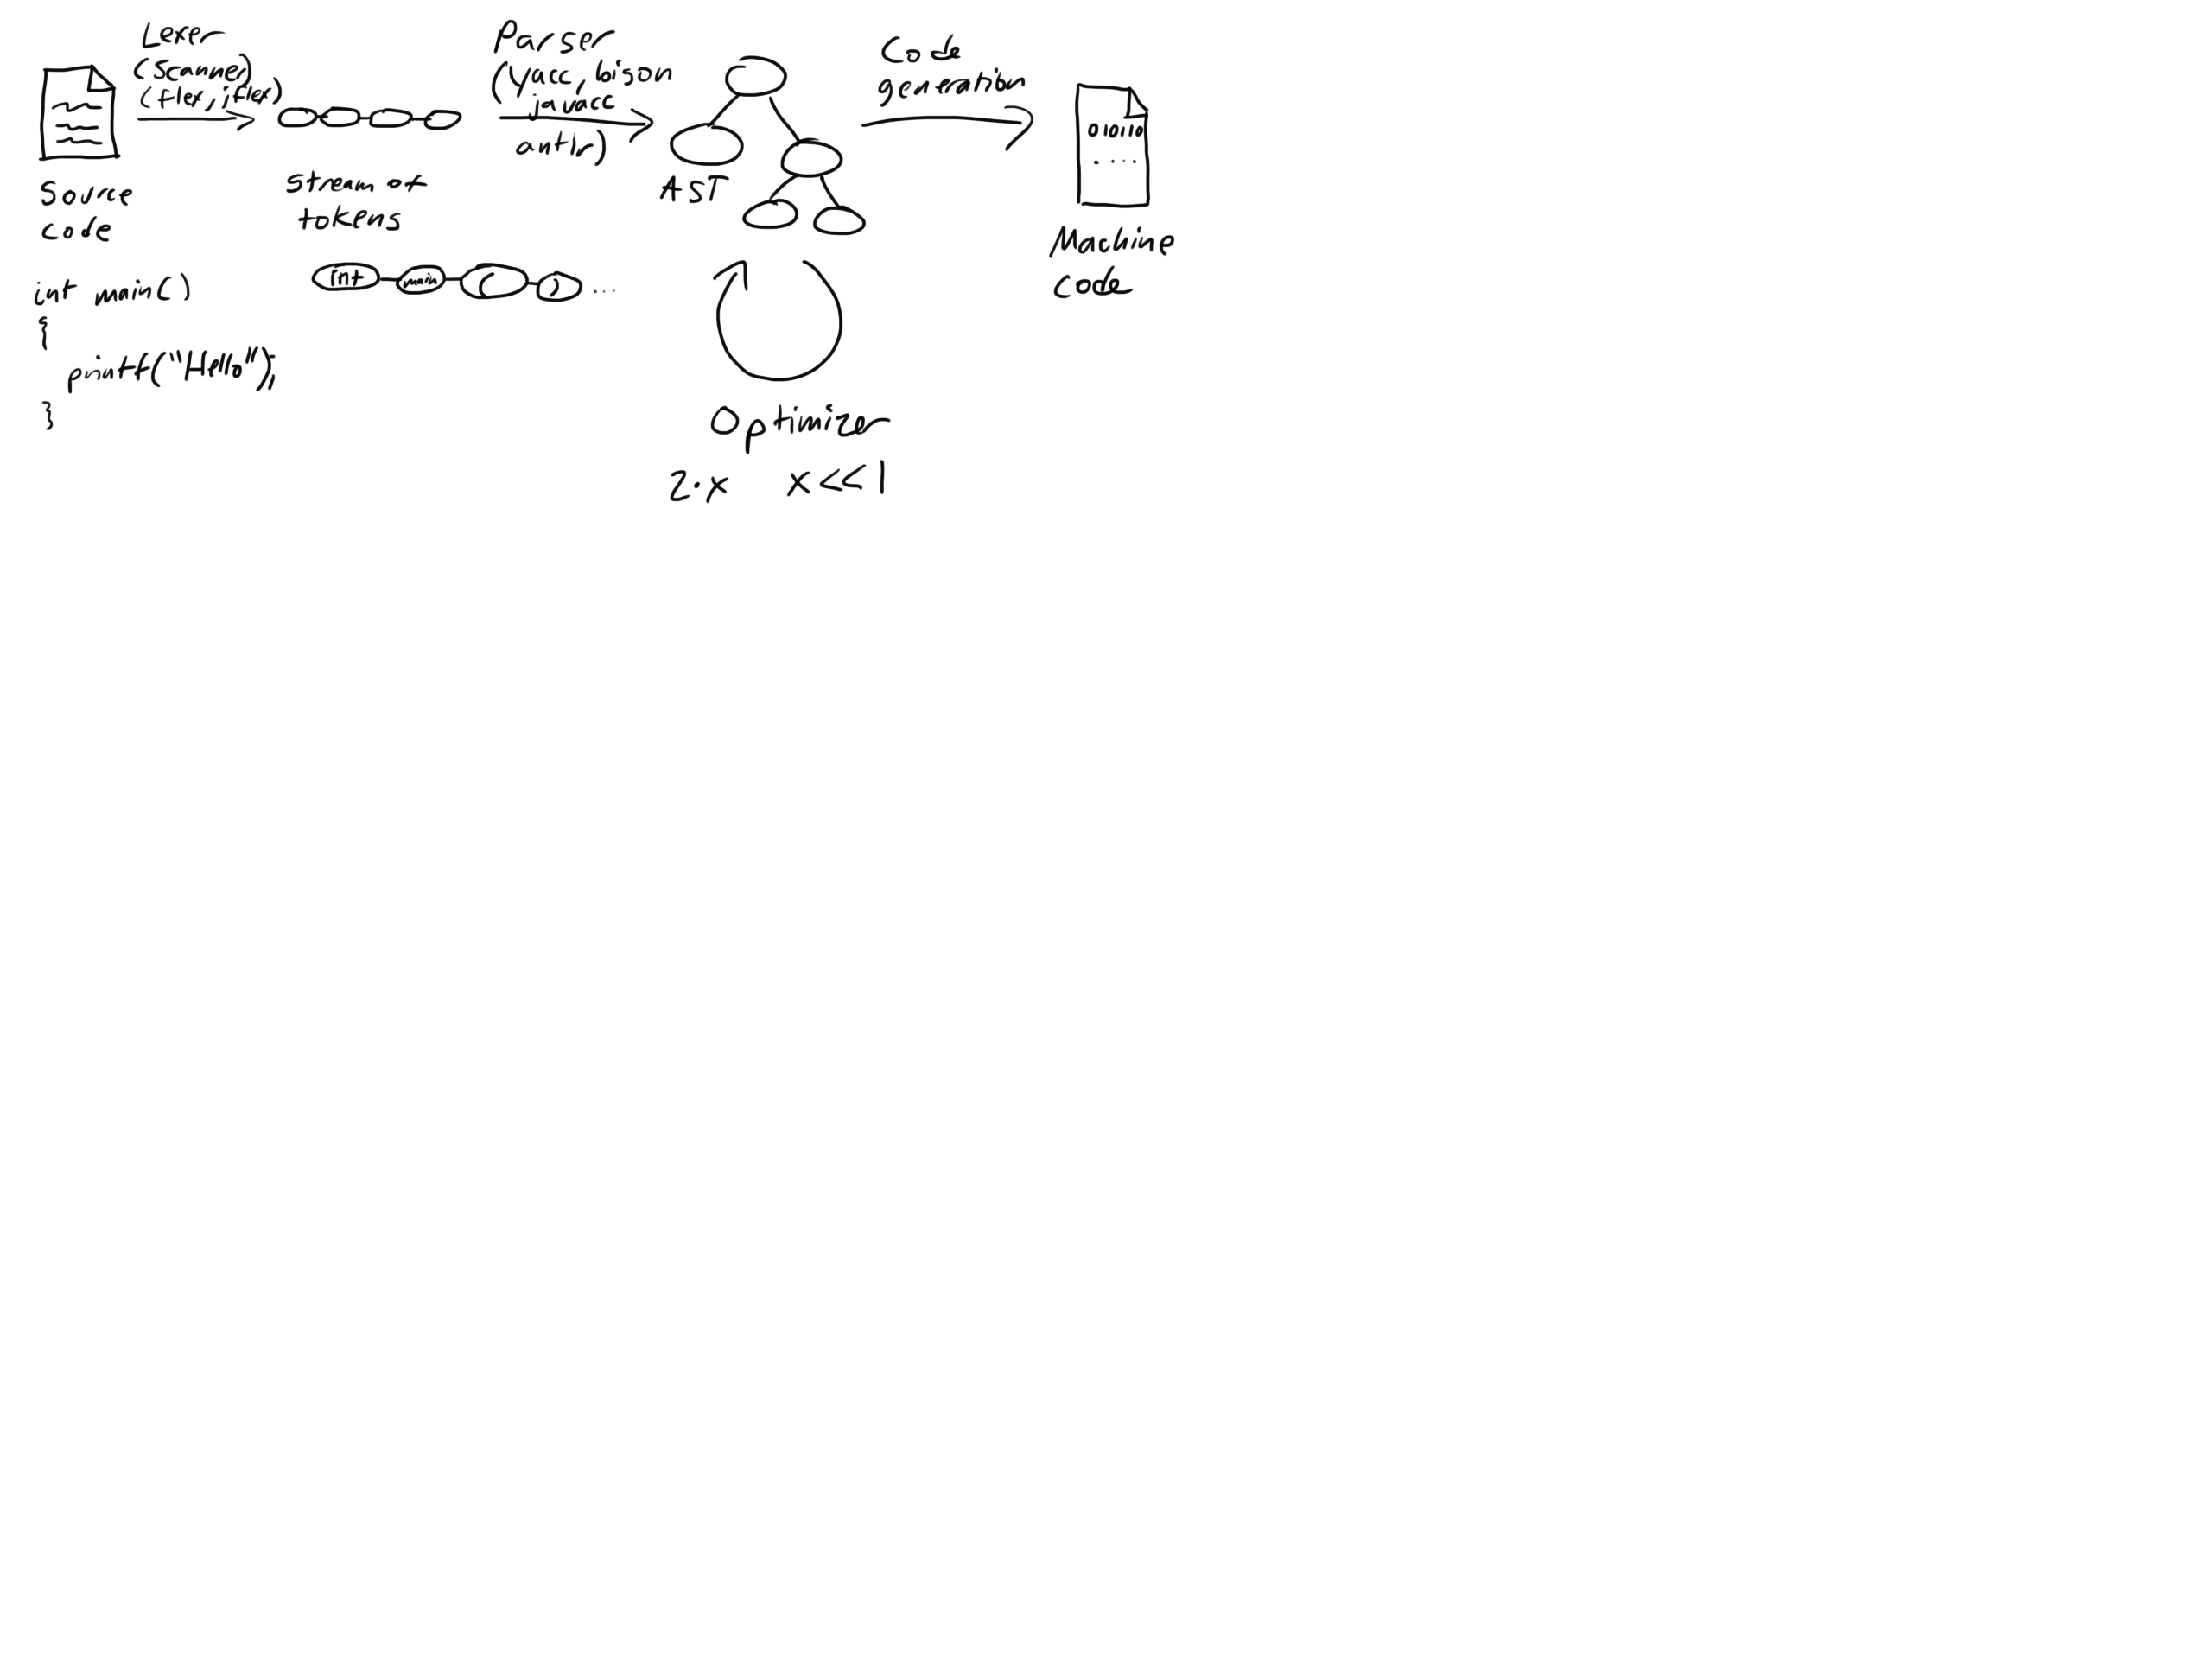 Lexer
(Scanner)
(flex, jflex)
Source
code
int main()
{
printf("Hello");
}
stream of
tokens
int main ( ) ...
Parser
(yacc, bison
javacc
antlr)
AST
Optimizer
2·x x<<1
Code
generation
010110
....
Machine
code